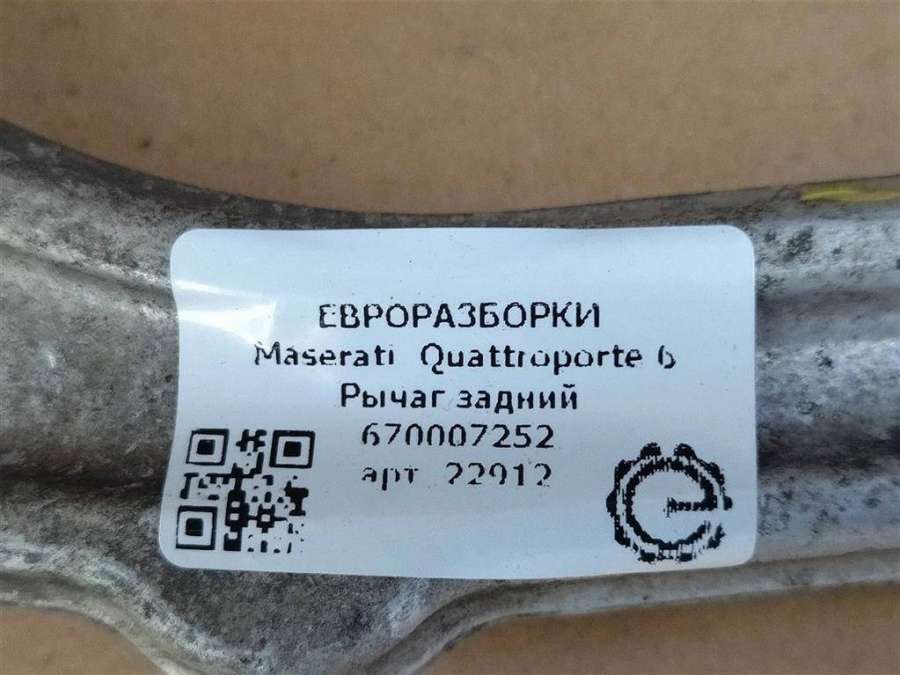 ЕВРОРАЗБОРКИ
Maserati Quattroporte 6
Рычаг задний
670007252
арт 22912